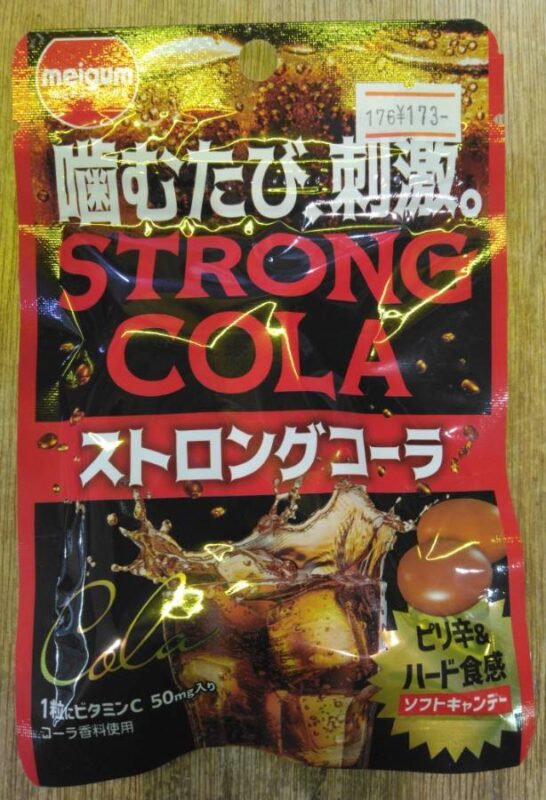 meigum
176¥173-
噛むたび、刺激。
STRONG
COLA
ストロングコーラ
Cola
1粒にビタミンC 50mg入り
コーラ香料使用
ピリ辛&
ハード食感
ソフトキャンデー